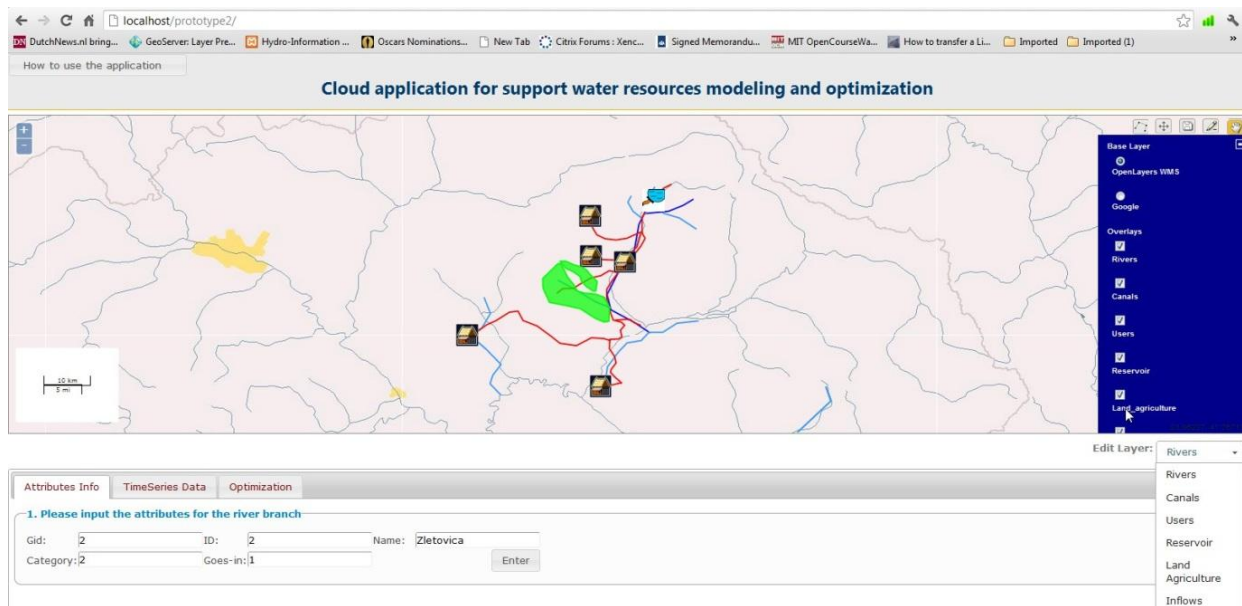 localhost/prototype2/
DutchNews.nl bring... GeoServer: Layer Pre... Hydro-Information ... Oscars Nominations... New Tab Citrix Forums : Xenc... Signed Memorandu... MIT OpenCourseWa... How to transfer a Li... Imported Imported (1) »
How to use the application
Cloud application for support water resources modeling and optimization
Base Layer
OpenLayers WMS
Google
Overlays
Rivers
Canals
Users
Reservoir
Land_agriculture
10 km
5 mi
Edit Layer: Rivers
Rivers
Canals
Users
Reservoir
Land
Agriculture
Inflows
Attributes Info TimeSeries Data Optimization
1. Please input the attributes for the river branch
Gid: 2 ID: 2 Name: Zletovica
Category: 2 Goes-in: 1 Enter